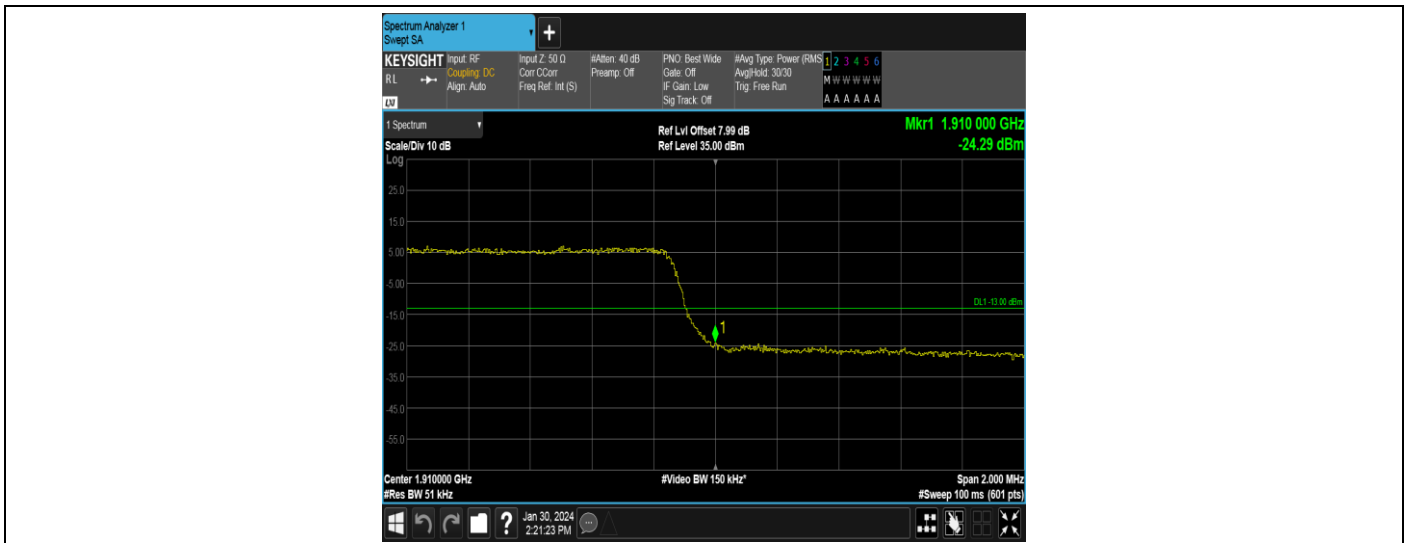 Spectrum Analyzer 1
Swept SA
+
KEYSIGHT
RL
LXI
Input: RF
Coupling: DC
Align: Auto
Input Z: 50 Ω
Corr CCorr
Freq Ref: Int (S)
#Atten: 40 dB
Preamp: Off
PNO: Best Wide
Gate: Off
IF Gain: Low
Sig Track: Off
#Avg Type: Power (RMS
Avg|Hold: 30/30
Trig: Free Run
1 2 3 4 5 6
M W W W W W
A A A A A A
1 Spectrum
Scale/Div 10 dB
Log
Ref Lvl Offset 7.99 dB
Ref Level 35.00 dBm
Mkr1 1.910 000 GHz
-24.29 dBm
25.0
15.0
5.00
-5.00
-15.0
-25.0
-35.0
-45.0
-55.0
DL1 -13.00 dBm
1
Center 1.910000 GHz
#Res BW 51 kHz
#Video BW 150 kHz*
Span 2.000 MHz
#Sweep 100 ms (601 pts)
?
Jan 30, 2024
2:21:23 PM